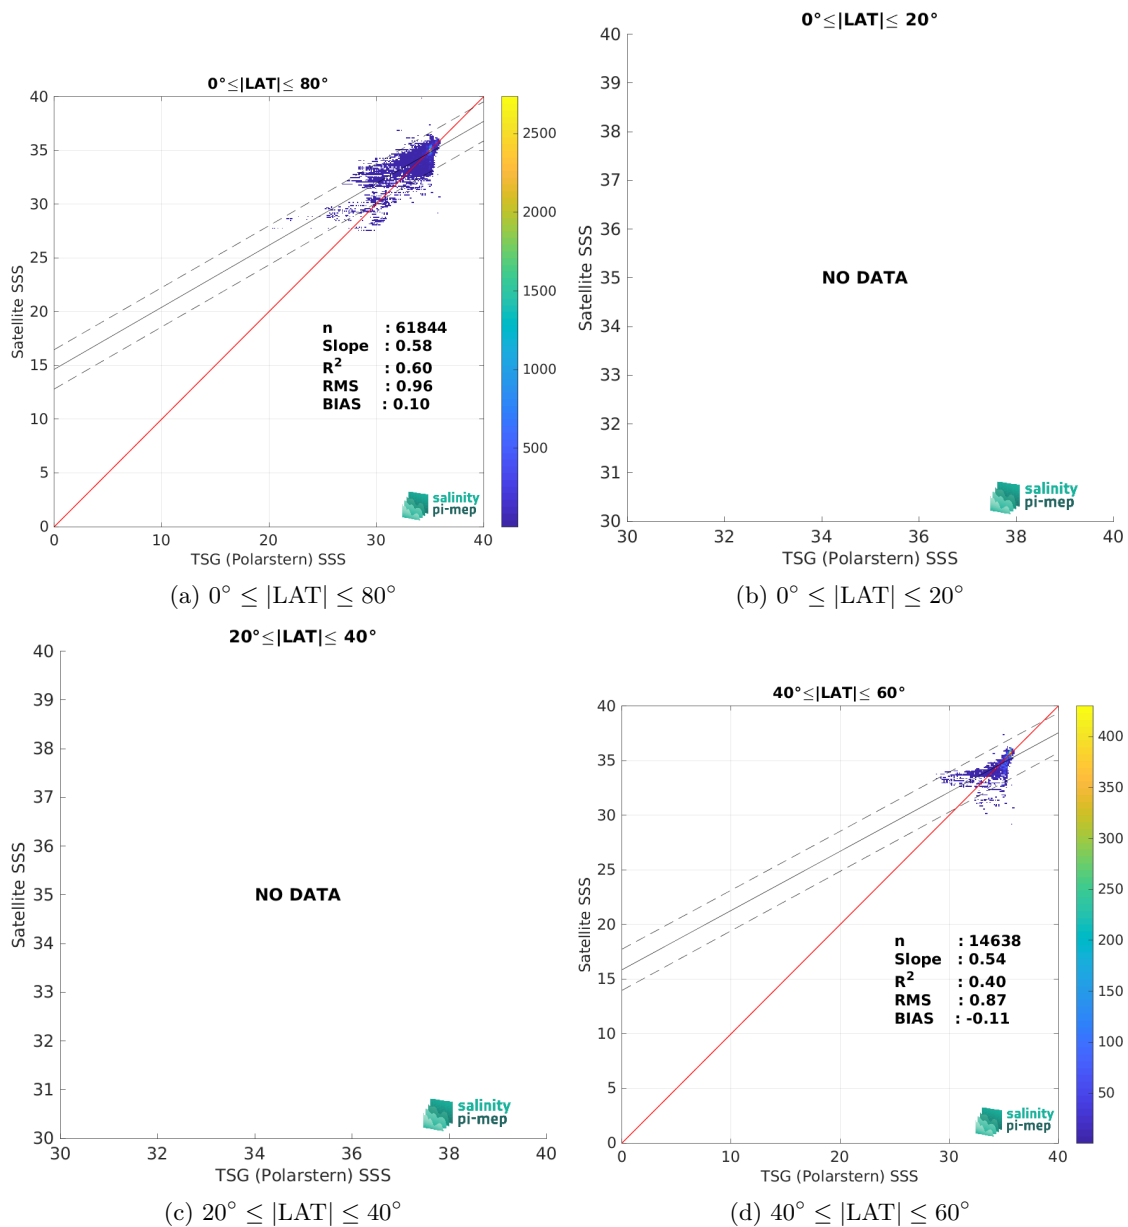 0°≤|LAT|≤ 80°
40
35
30
25
20
15
10
5
0
Satellite SSS
0
10
20
30
40
TSG (Polarstern) SSS
2500
2000
1500
1000
500
n : 61844
Slope : 0.58
R² : 0.60
RMS : 0.96
BIAS : 0.10
salinity
pi-mep
(a) 0° ≤ |LAT| ≤ 80°
0°≤|LAT|≤ 20°
40
39
38
37
36
35
34
33
32
31
30
Satellite SSS
NO DATA
salinity
pi-mep
30
32
34
36
38
40
TSG (Polarstern) SSS
(b) 0° ≤ |LAT| ≤ 20°
20°≤|LAT|≤ 40°
40
39
38
37
36
35
34
33
32
31
30
Satellite SSS
NO DATA
salinity
pi-mep
30
32
34
36
38
40
TSG (Polarstern) SSS
(c) 20° ≤ |LAT| ≤ 40°
40°≤|LAT|≤ 60°
40
35
30
25
20
15
10
5
0
Satellite SSS
n : 14638
Slope : 0.54
R² : 0.40
RMS : 0.87
BIAS : -0.11
salinity
pi-mep
0
10
20
30
40
TSG (Polarstern) SSS
400
350
300
250
200
150
100
50
(d) 40° ≤ |LAT| ≤ 60°